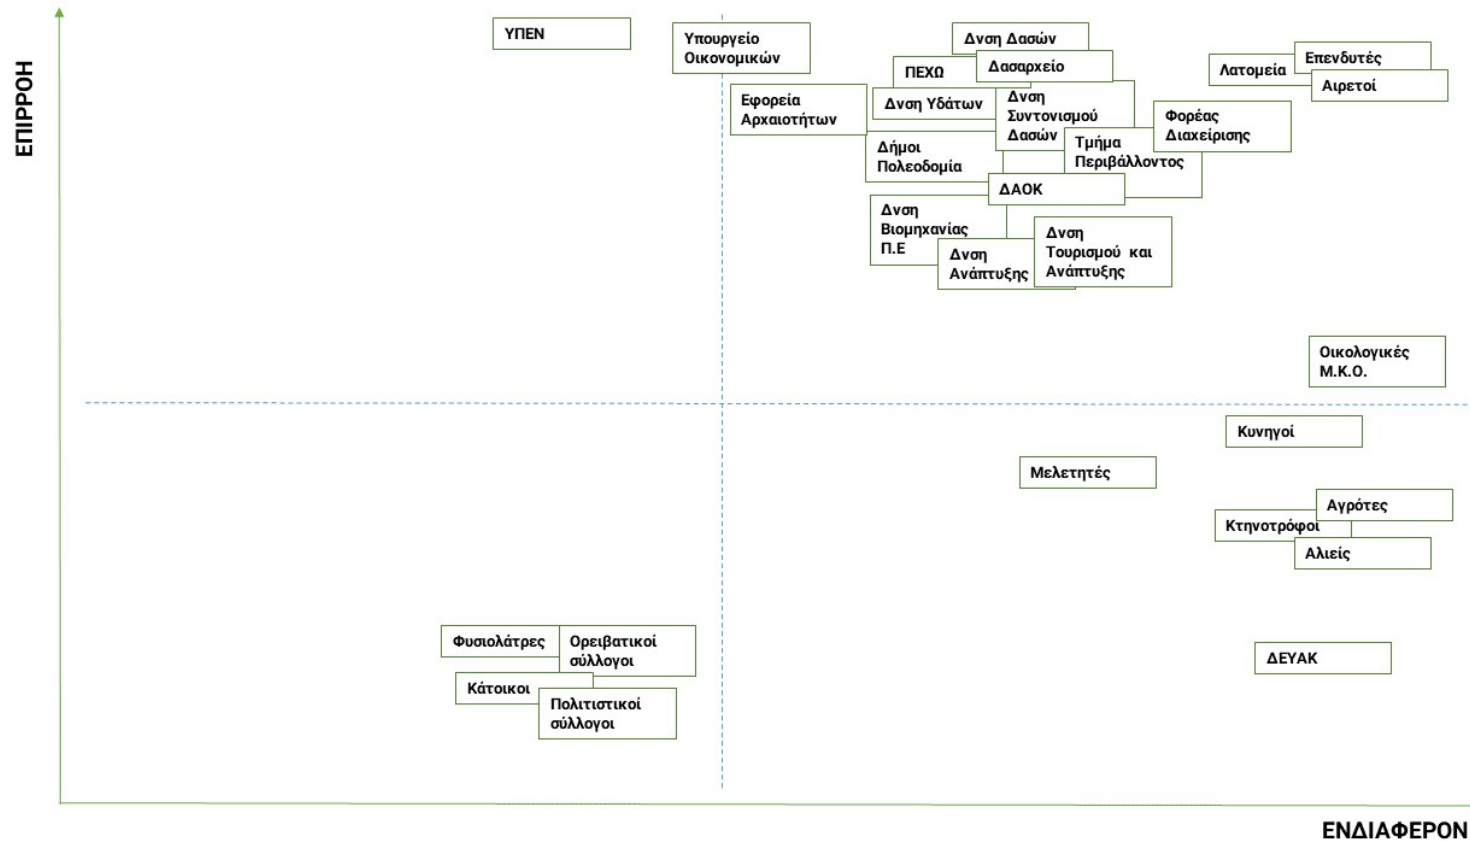 ΕΠΙΡΡΟΗ
ΥΠΕΝ
Υπουργείο
Οικονομικών
Δνση Δασών
Δασαρχείο
ΠΕΧΩ
Λατομεία
Επενδυτές
Αιρετοί
Εφορεία
Αρχαιοτήτων
Δνση Υδάτων
Δνση
Συντονισμού
Δασών
Φορέας
Διαχείρισης
Δήμοι
Πολεοδομία
Τμήμα
Περιβάλλοντος
ΔΑΟΚ
Δνση
Βιομηχανίας
Π.Ε
Δνση
Ανάπτυξης
Δνση
Τουρισμού και
Ανάπτυξης
Οικολογικές
Μ.Κ.Ο.
Κυνηγοί
Μελετητές
Αγρότες
Κτηνοτρόφοι
Αλιείς
Φυσιολάτρες
Ορειβατικοί
σύλλογοι
ΔΕΥΑΚ
Κάτοικοι
Πολιτιστικοί
σύλλογοι
ΕΝΔΙΑΦΕΡΟΝ